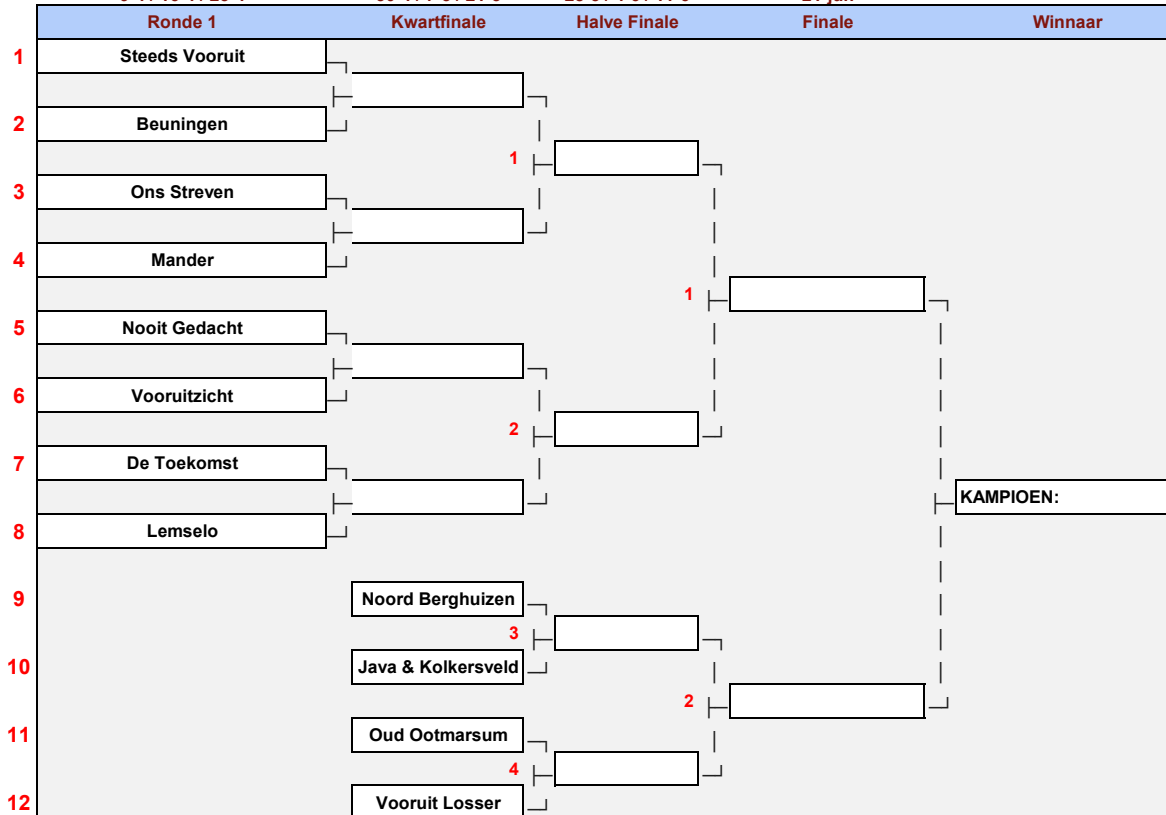 Ronde 1 Kwartfinale Halve Finale Finale Winnaar
1 Steeds Vooruit
2 Beuningen
1
3 Ons Streven
4 Mander
1
5 Nooit Gedacht
6 Vooruitzicht
2
7 De Toekomst
KAMPIOEN:
8 Lemselo
9 Noord Berghuizen
3
10 Java & Kolkersveld
2
11 Oud Ootmarsum
4
12 Vooruit Losser